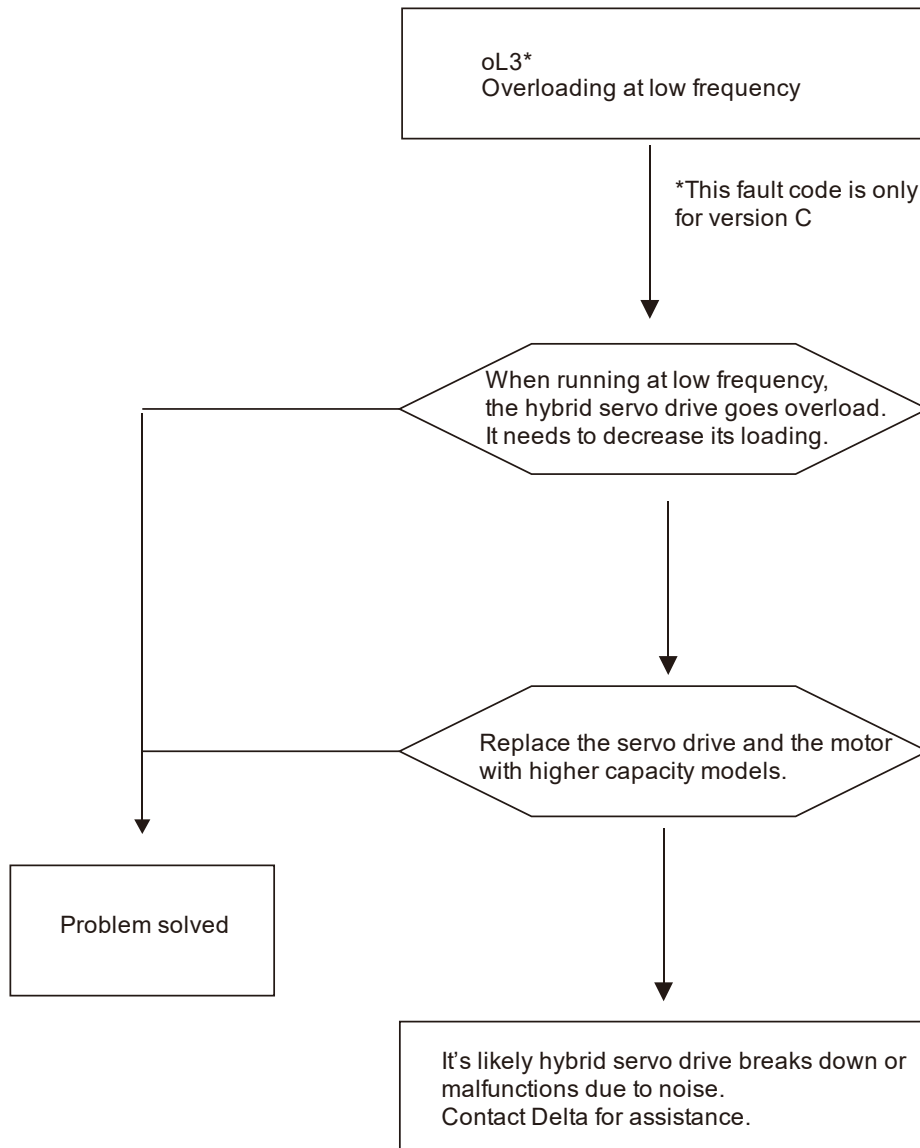 oL3*
Overloading at low frequency
*This fault code is only
for version C
When running at low frequency,
the hybrid servo drive goes overload.
It needs to decrease its loading.
Replace the servo drive and the motor
with higher capacity models.
Problem solved
It’s likely hybrid servo drive breaks down or
malfunctions due to noise.
Contact Delta for assistance.